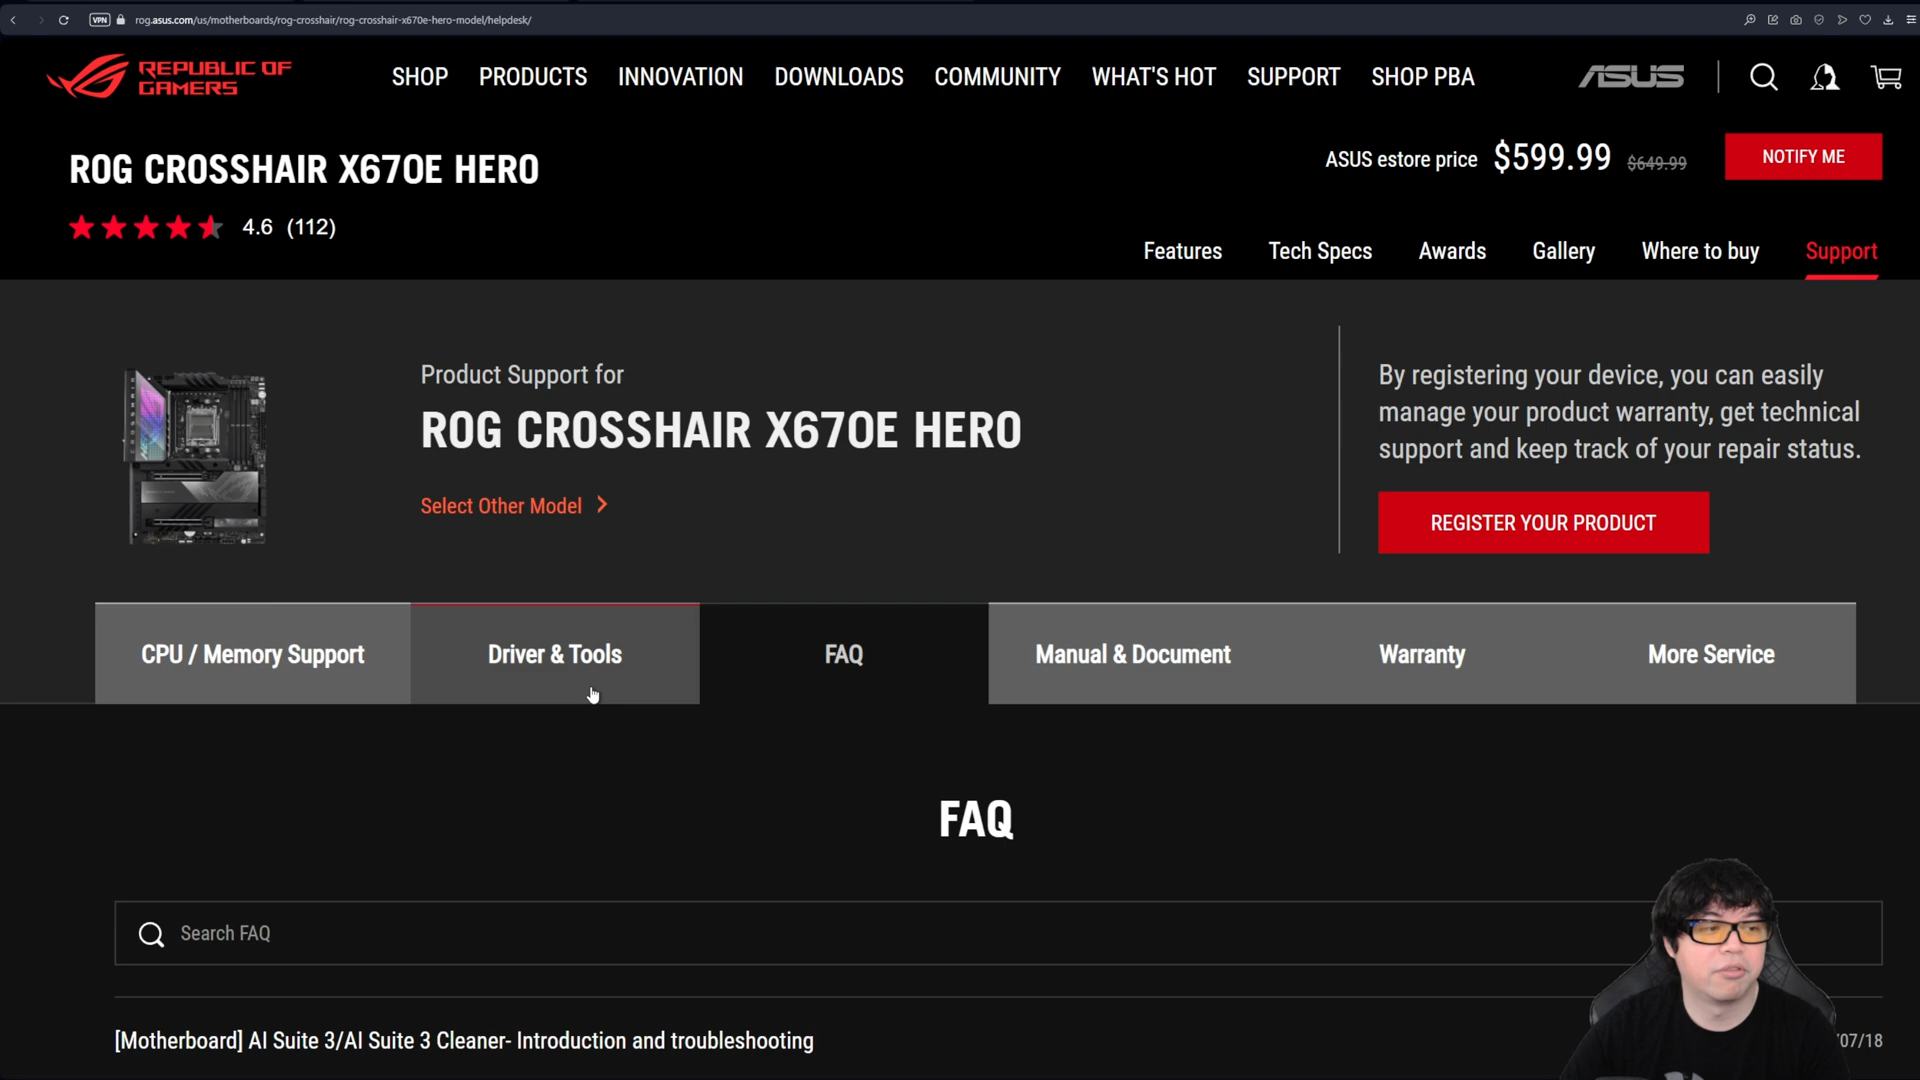 VPN
rog.asus.com/us/motherboards/rog-crosshair/rog-crosshair-x670e-hero-model/helpdesk/
REPUBLIC OF
GAMERS
SHOP
PRODUCTS
INNOVATION
DOWNLOADS
COMMUNITY
WHAT'S HOT
SUPPORT
SHOP PBA
ASUS
ROG CROSSHAIR X670E HERO
ASUS estore price $599.99 $649.99
NOTIFY ME
4.6 (112)
Features
Tech Specs
Awards
Gallery
Where to buy
Support
Product Support for
ROG CROSSHAIR X670E HERO
Select Other Model
By registering your device, you can easily
manage your product warranty, get technical
support and keep track of your repair status.
REGISTER YOUR PRODUCT
CPU / Memory Support
Driver & Tools
FAQ
Manual & Document
Warranty
More Service
FAQ
Search FAQ
[Motherboard] AI Suite 3/AI Suite 3 Cleaner- Introduction and troubleshooting
/07/18